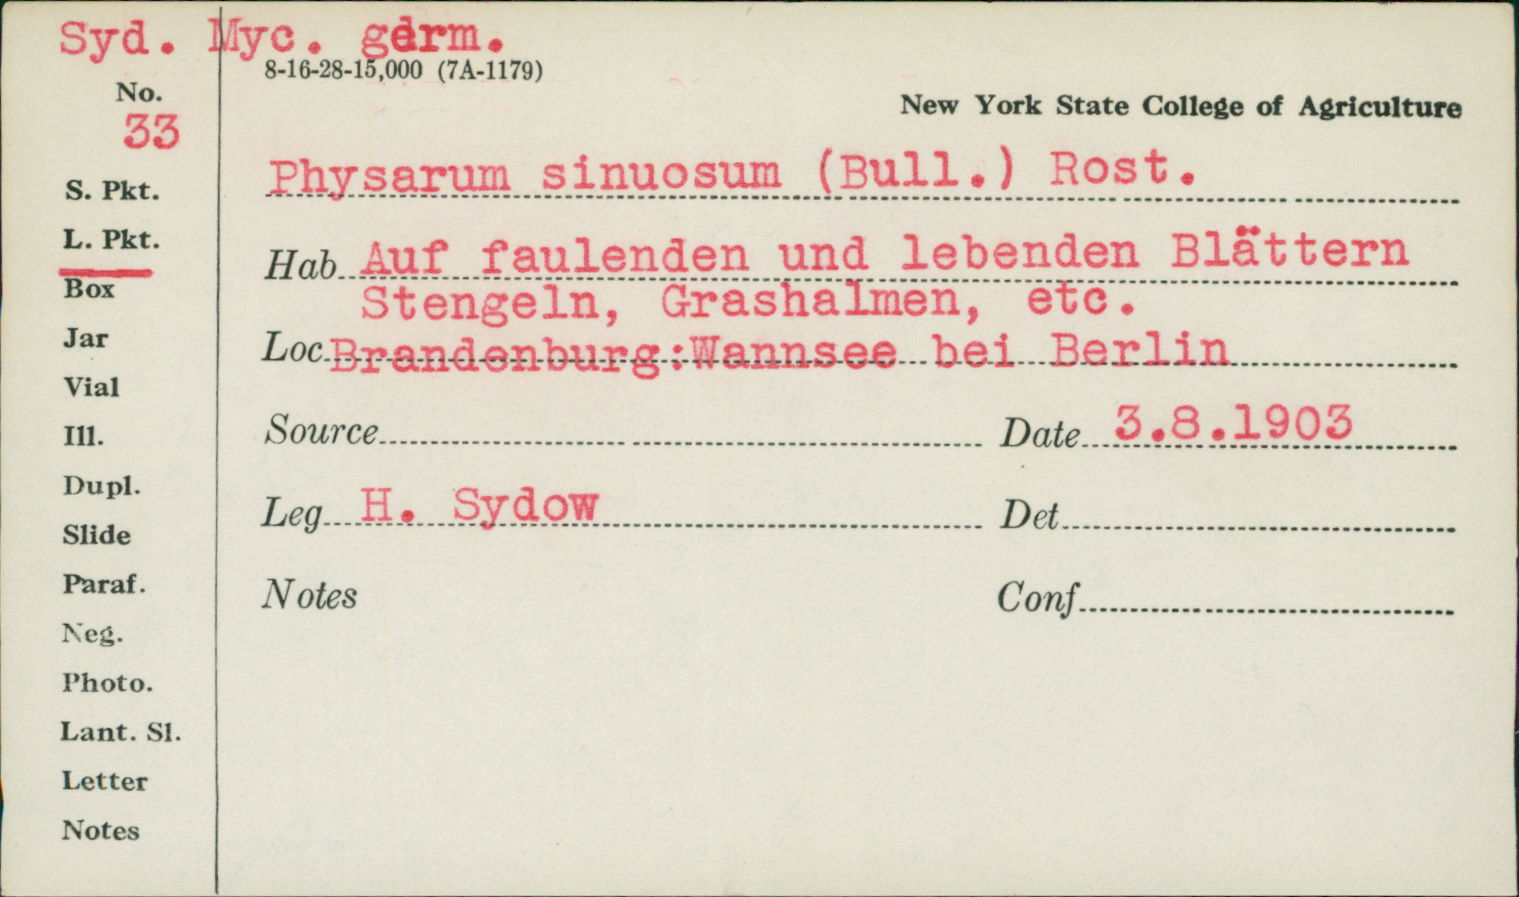 Syd. Myc. germ.
8-16-28-15,000 (7A-1179)
No.
33
New York State College of Agriculture
Physarum sinuosum (Bull.) Rost.
S. Pkt.
L. Pkt.
Box
Jar
Vial
Ill.
Dupl.
Slide
Paraf.
Neg.
Photo.
Lant. Sl.
Letter
Notes
Hab. Auf faulenden und lebenden Blättern
Stengeln, Grashalmen, etc.
Loc. Brandenburg:Wannsee bei Berlin
Source
Date 3.8.1903
Leg. H. Sydow
Det.
Notes
Conf.